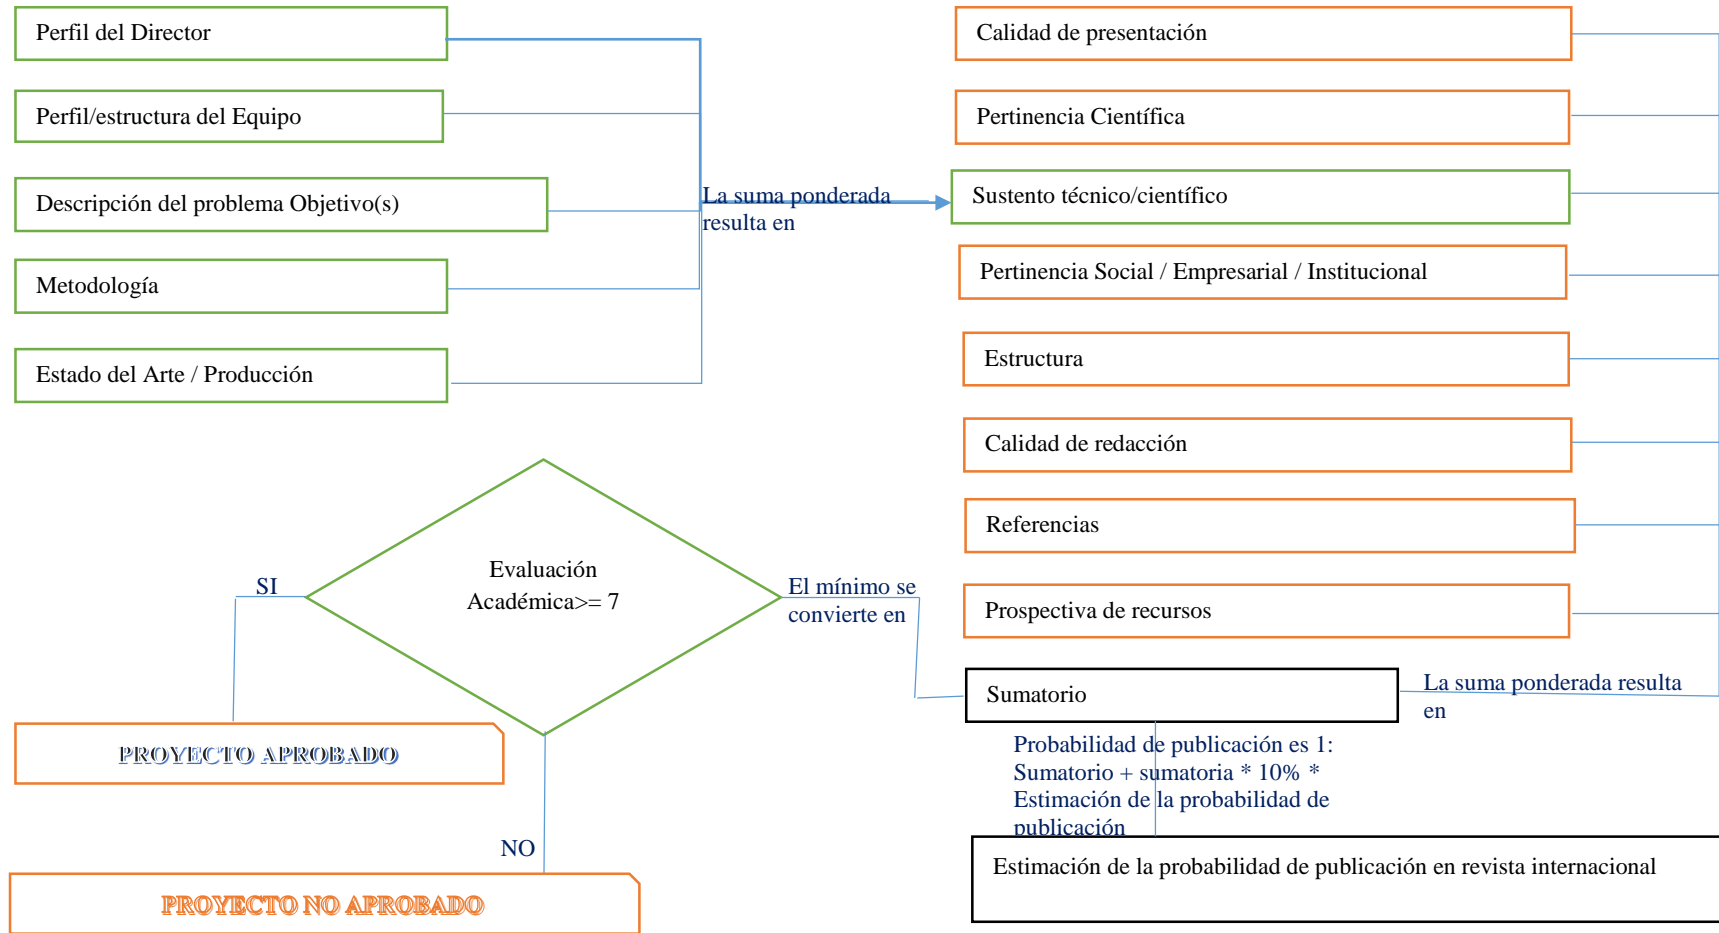 Perfil del Director
Perfil/estructura del Equipo
Descripción del problema Objetivo(s)
Metodología
Estado del Arte / Producción
La suma ponderada
resulta en
Calidad de presentación
Pertinencia Científica
Sustento técnico/científico
Pertinencia Social / Empresarial / Institucional
Estructura
Calidad de redacción
Referencias
Prospectiva de recursos
Sumatorio
La suma ponderada resulta
en
Probabilidad de publicación es 1:
Sumatorio + sumatoria * 10% *
Estimación de la probabilidad de
publicación
Estimación de la probabilidad de publicación en revista internacional
El mínimo se
convierte en
Evaluación
Académica>= 7
SI
PROYECTO APROBADO
NO
PROYECTO NO APROBADO